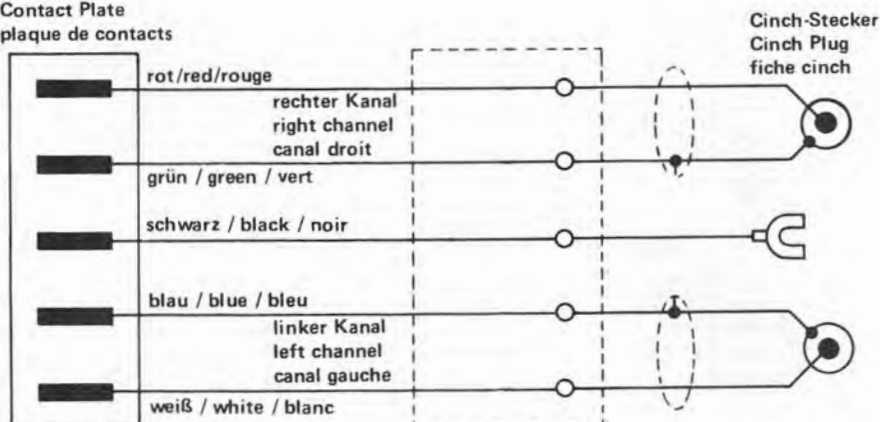 Contact Plate
plaque de contacts
Cinch-Stecker
Cinch Plug
fiche cinch
rot/red/rouge
rechter Kanal
right channel
canal droit
grün / green / vert
schwarz / black / noir
blau / blue / bleu
linker Kanal
left channel
canal gauche
weiß / white / blanc